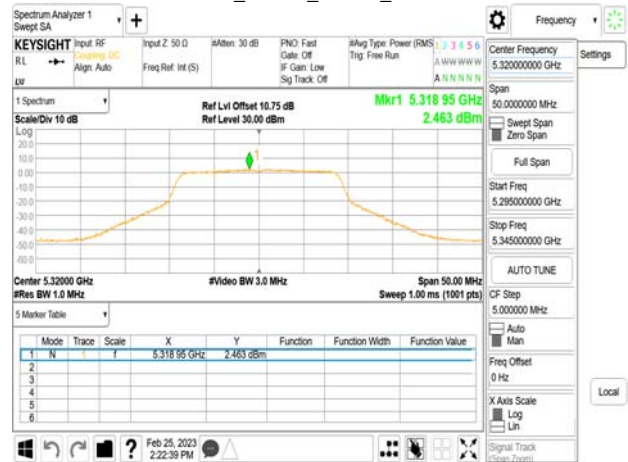 Spectrum Analyzer 1
Swept SA
Frequency
KEYSIGHT
Input: RF
Input Z: 50 Ω
#Atten: 30 dB
PNO: Fast
#Avg Type: Power (RMS
1 2 3 4 5 6
RL
Coupling: DC
Gate: Off
Trig: Free Run
A W W W W W
Align: Auto
Freq Ref: Int (S)
IF Gain: Low
Sig Track: Off
A N N N N N
Center Frequency
5.320000000 GHz
Settings
Span
50.0000000 MHz
Swept Span
Zero Span
Full Span
Start Freq
5.295000000 GHz
Stop Freq
5.345000000 GHz
AUTO TUNE
CF Step
5.000000 MHz
Auto
Man
Freq Offset
0 Hz
X Axis Scale
Log
Lin
Signal Track
(Span Zoom)
Local
1 Spectrum
Ref Lvl Offset 10.75 dB
Mkr1 5.318 95 GHz
Scale/Div 10 dB
Ref Level 30.00 dBm
2.463 dBm
Log
20.0
10.0
0.00
-10.0
-20.0
-30.0
-40.0
-50.0
-60.0
1
Center 5.32000 GHz
#Video BW 3.0 MHz
Span 50.00 MHz
#Res BW 1.0 MHz
Sweep 1.00 ms (1001 pts)
5 Marker Table
Mode Trace Scale X Y Function Function Width Function Value
1 N 1 f 5.318 95 GHz 2.463 dBm
2
3
4
5
6
Feb 25, 2023
2:22:39 PM